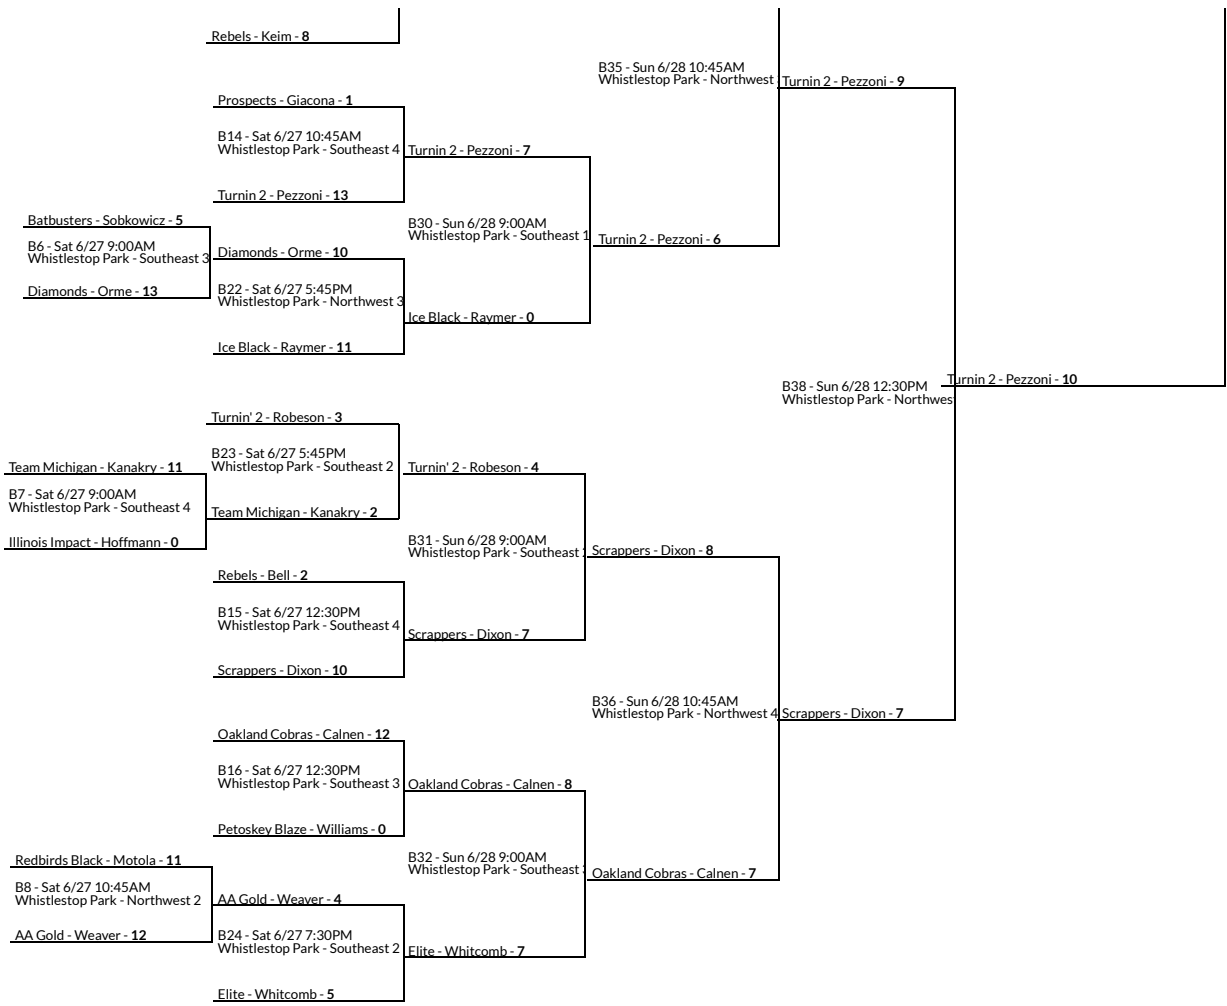 Rebels - Keim - 8
B35 - Sun 6/28 10:45AM
Whistlestop Park - Northwest
Turnin 2 - Pezzoni - 9
Prospects - Giacona - 1
B14 - Sat 6/27 10:45AM
Whistlestop Park - Southeast 4
Turnin 2 - Pezzoni - 7
Turnin 2 - Pezzoni - 13
Batbusters - Sobkowicz - 5
B30 - Sun 6/28 9:00AM
Whistlestop Park - Southeast 1
Turnin 2 - Pezzoni - 6
B6 - Sat 6/27 9:00AM
Whistlestop Park - Southeast 3
Diamonds - Orme - 10
Diamonds - Orme - 13
B22 - Sat 6/27 5:45PM
Whistlestop Park - Northwest 3
Ice Black - Raymer - 0
Ice Black - Raymer - 11
B38 - Sun 6/28 12:30PM
Whistlestop Park - Northwes
Turnin 2 - Pezzoni - 10
Turnin' 2 - Robeson - 3
B23 - Sat 6/27 5:45PM
Whistlestop Park - Southeast 2
Turnin' 2 - Robeson - 4
Team Michigan - Kanakry - 11
B7 - Sat 6/27 9:00AM
Whistlestop Park - Southeast 4
Team Michigan - Kanakry - 2
Illinois Impact - Hoffmann - 0
B31 - Sun 6/28 9:00AM
Whistlestop Park - Southeast
Scrappers - Dixon - 8
Rebels - Bell - 2
B15 - Sat 6/27 12:30PM
Whistlestop Park - Southeast 4
Scrappers - Dixon - 7
Scrappers - Dixon - 10
B36 - Sun 6/28 10:45AM
Whistlestop Park - Northwest 4
Scrappers - Dixon - 7
Oakland Cobras - Calnen - 12
B16 - Sat 6/27 12:30PM
Whistlestop Park - Southeast 3
Oakland Cobras - Calnen - 8
Petoskey Blaze - Williams - 0
Redbirds Black - Motola - 11
B32 - Sun 6/28 9:00AM
Whistlestop Park - Southeast
Oakland Cobras - Calnen - 7
B8 - Sat 6/27 10:45AM
Whistlestop Park - Northwest 2
AA Gold - Weaver - 4
AA Gold - Weaver - 12
B24 - Sat 6/27 7:30PM
Whistlestop Park - Southeast 2
Elite - Whitcomb - 7
Elite - Whitcomb - 5